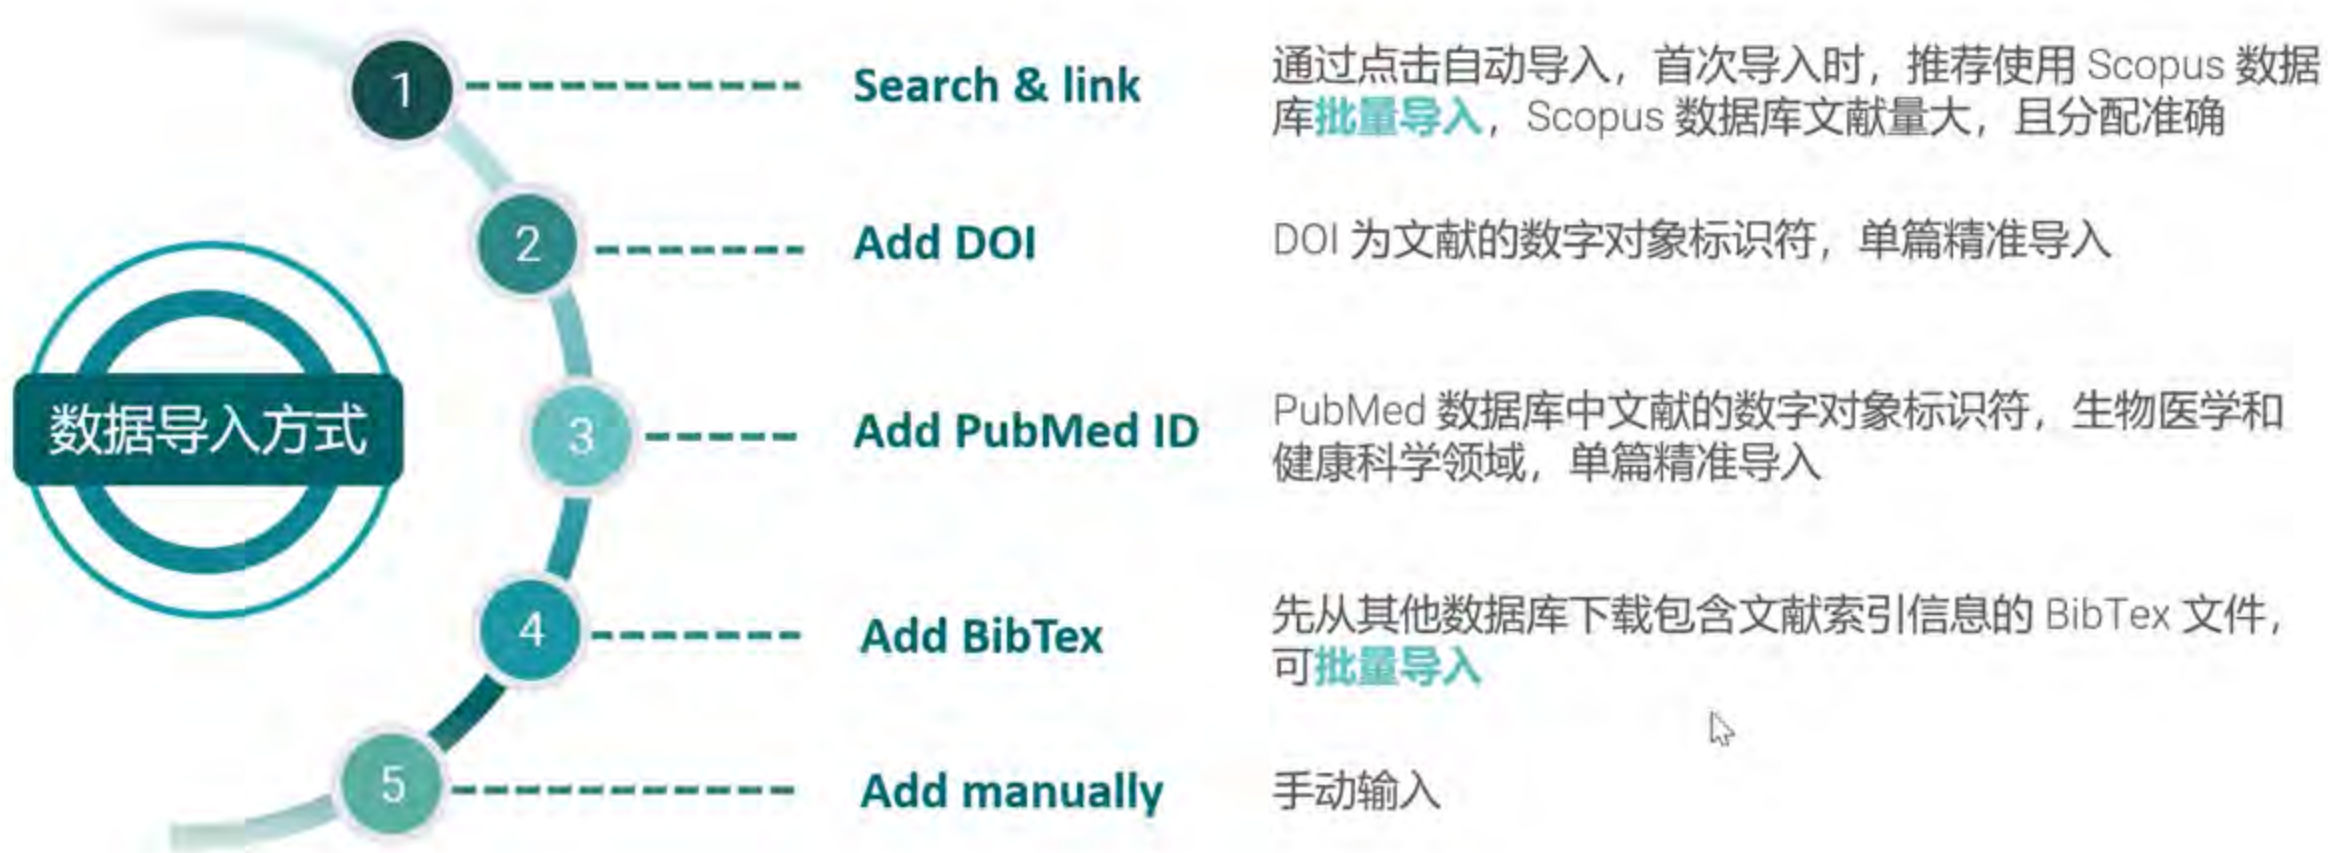 数据导入方式
1
Search & link
通过点击自动导入，首次导入时，推荐使用 Scopus 数据
库批量导入，Scopus 数据库文献量大，且分配准确
2
Add DOI
DOI 为文献的数字对象标识符，单篇精准导入
3
Add PubMed ID
PubMed 数据库中文献的数字对象标识符，生物医学和
健康科学领域，单篇精准导入
4
Add BibTex
先从其他数据库下载包含文献索引信息的 BibTex 文件，
可批量导入
5
Add manually
手动输入